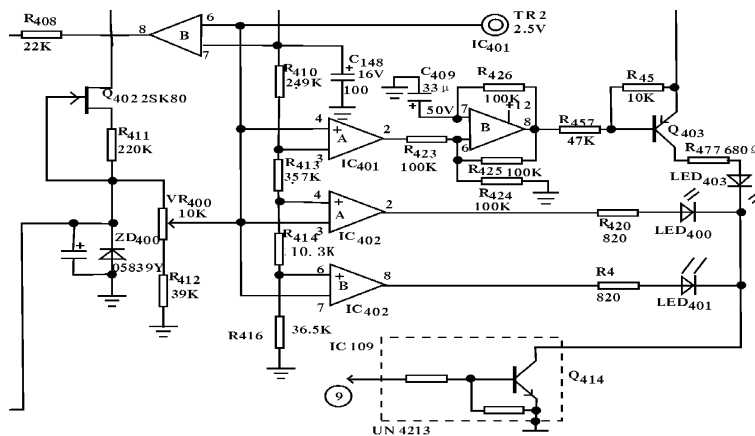 R408
22K
8
B
6
7
TR2
2.5V
IC401
Q402 2SK80
R411
220K
R410
249K
C148
16V
100
C409
33μ
50V
R426
100K
+12
7
B
8
6
R457
47K
R45
10K
Q403
R477 680Ω
LED403
4
+
A
2
3
IC401
R423
100K
R425 100K
R424
100K
R413
357K
VR400
10K
4
+
A
2
3
IC402
R420
820
LED400
ZD400
05839Y
R414
10.3K
R412
39K
6
+
B
8
7
IC402
R4
820
LED401
R416
36.5K
IC 109
9
Q414
UN 4213